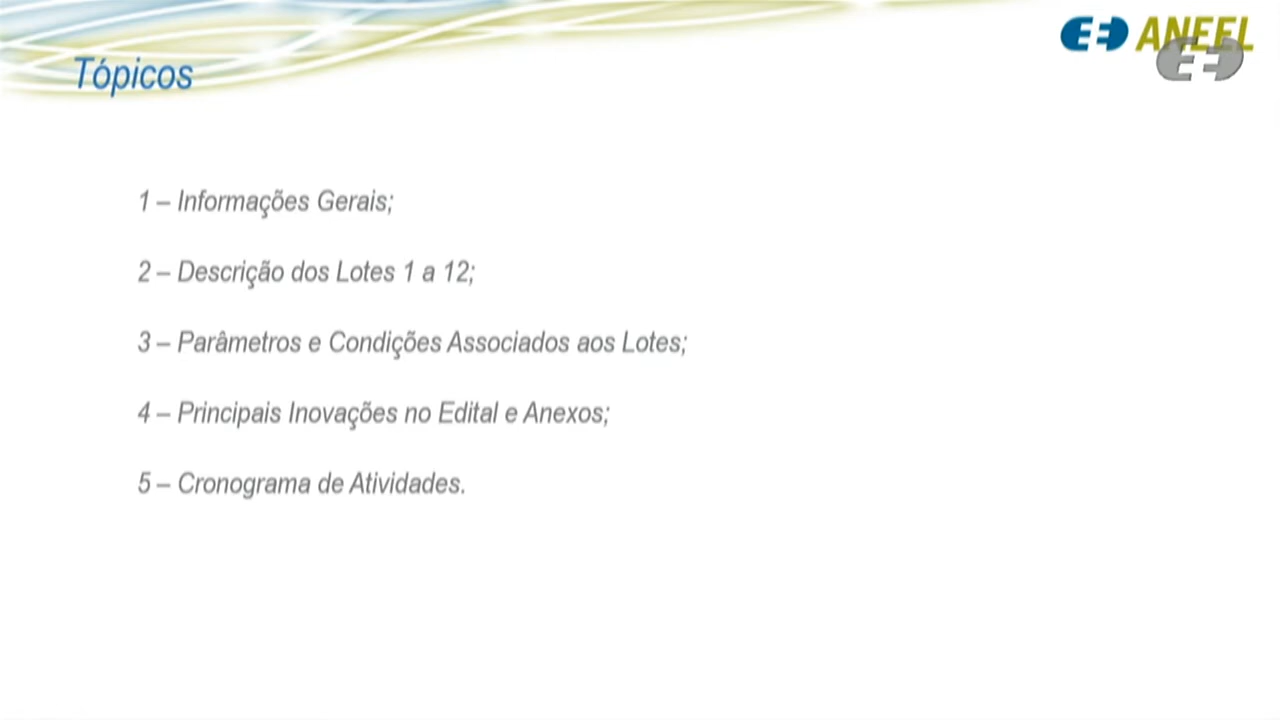 ANEEL
Tópicos
1 – Informações Gerais;
2 – Descrição dos Lotes 1 a 12;
3 – Parâmetros e Condições Associados aos Lotes;
4 – Principais Inovações no Edital e Anexos;
5 – Cronograma de Atividades.